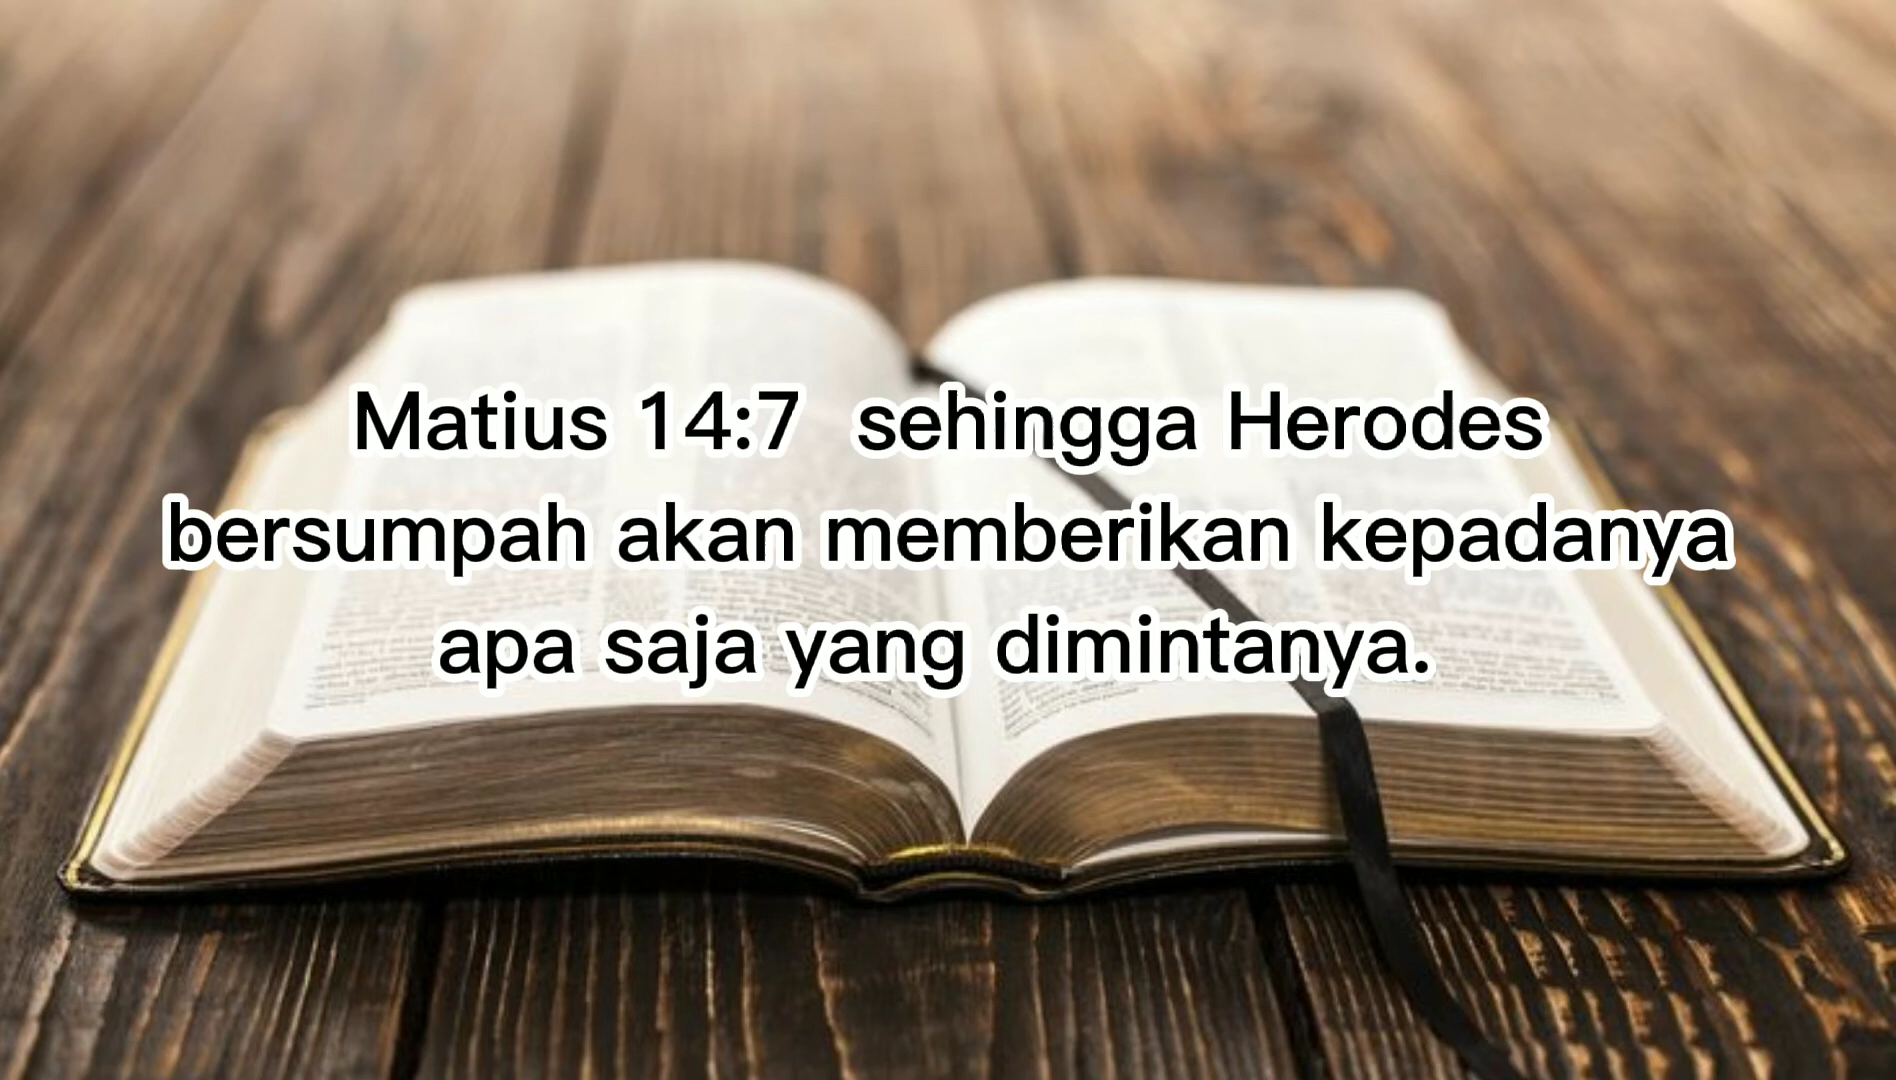 Matius 14:7  sehingga Herodes
bersumpah akan memberikan kepadanya
apa saja yang dimintanya.